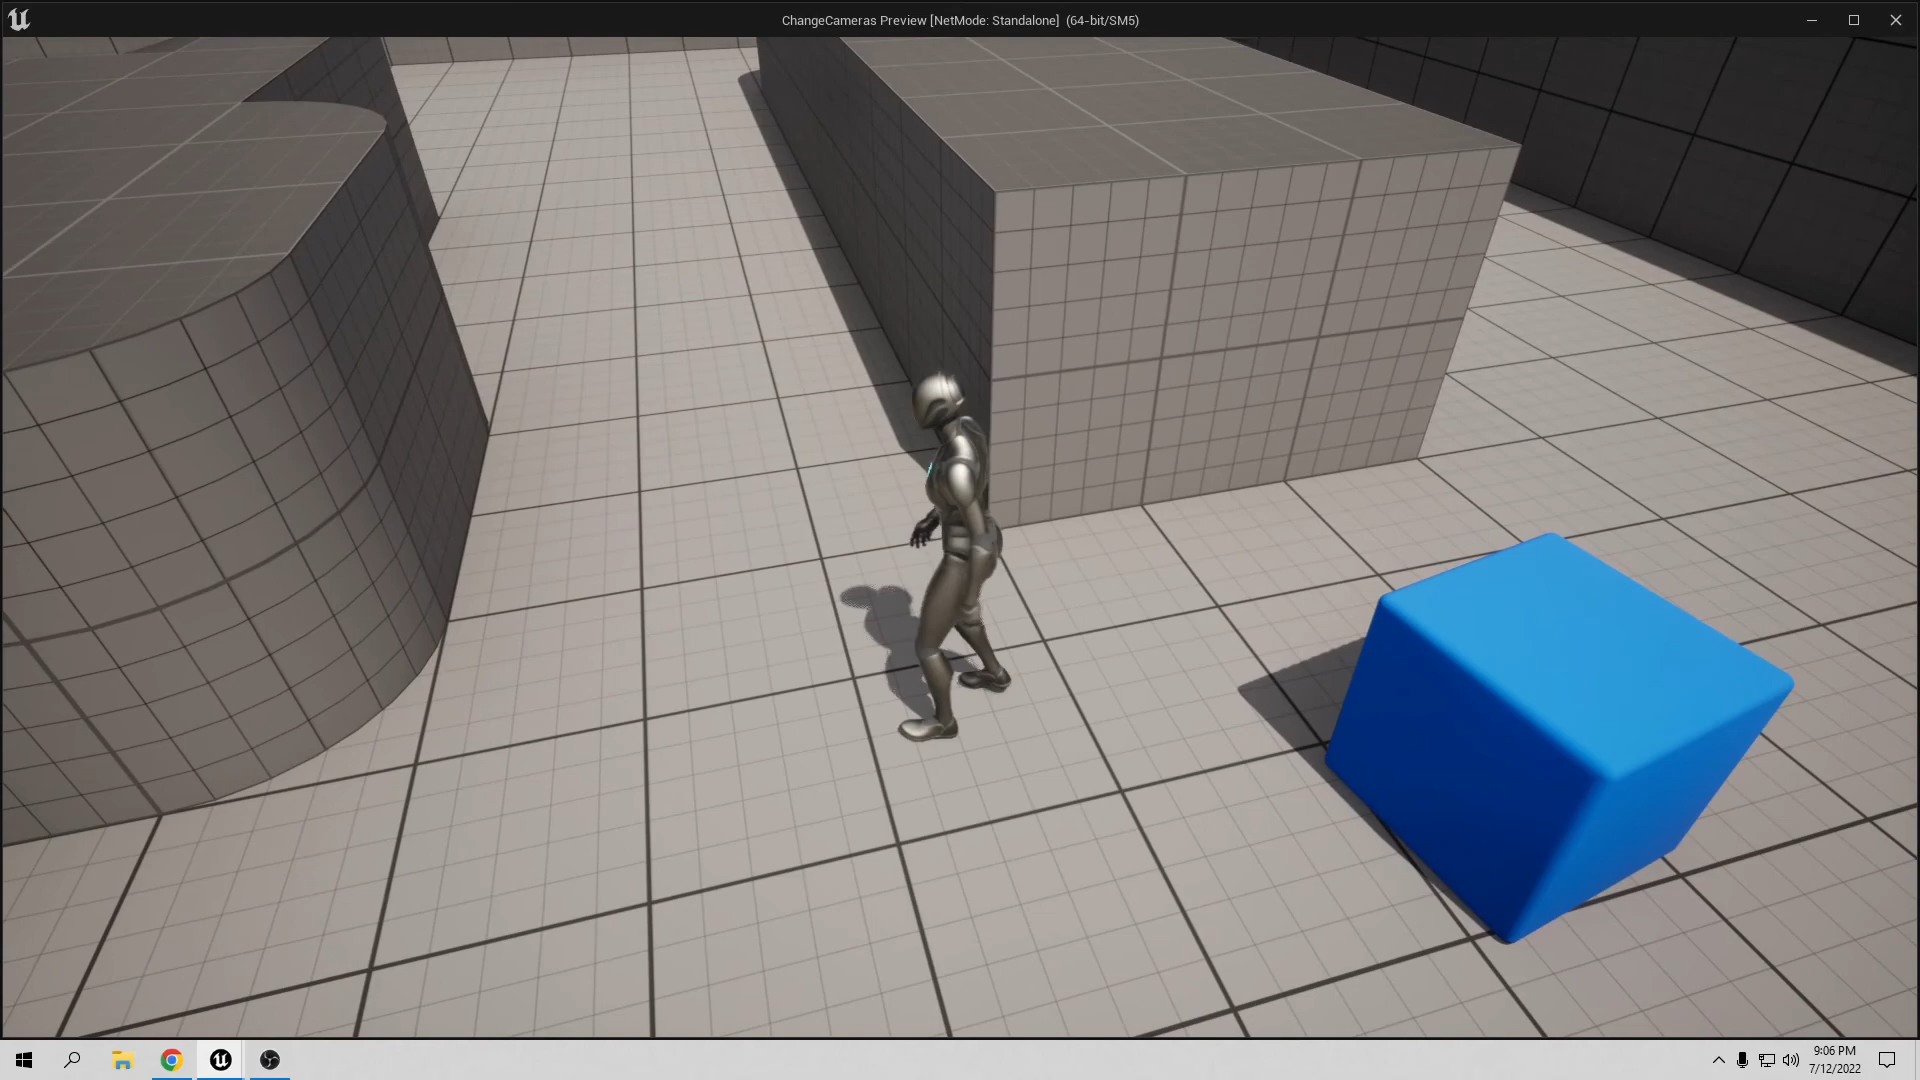 ChangeCameras Preview [NetMode: Standalone]  (64-bit/SM5)
9:06 PM
7/12/2022